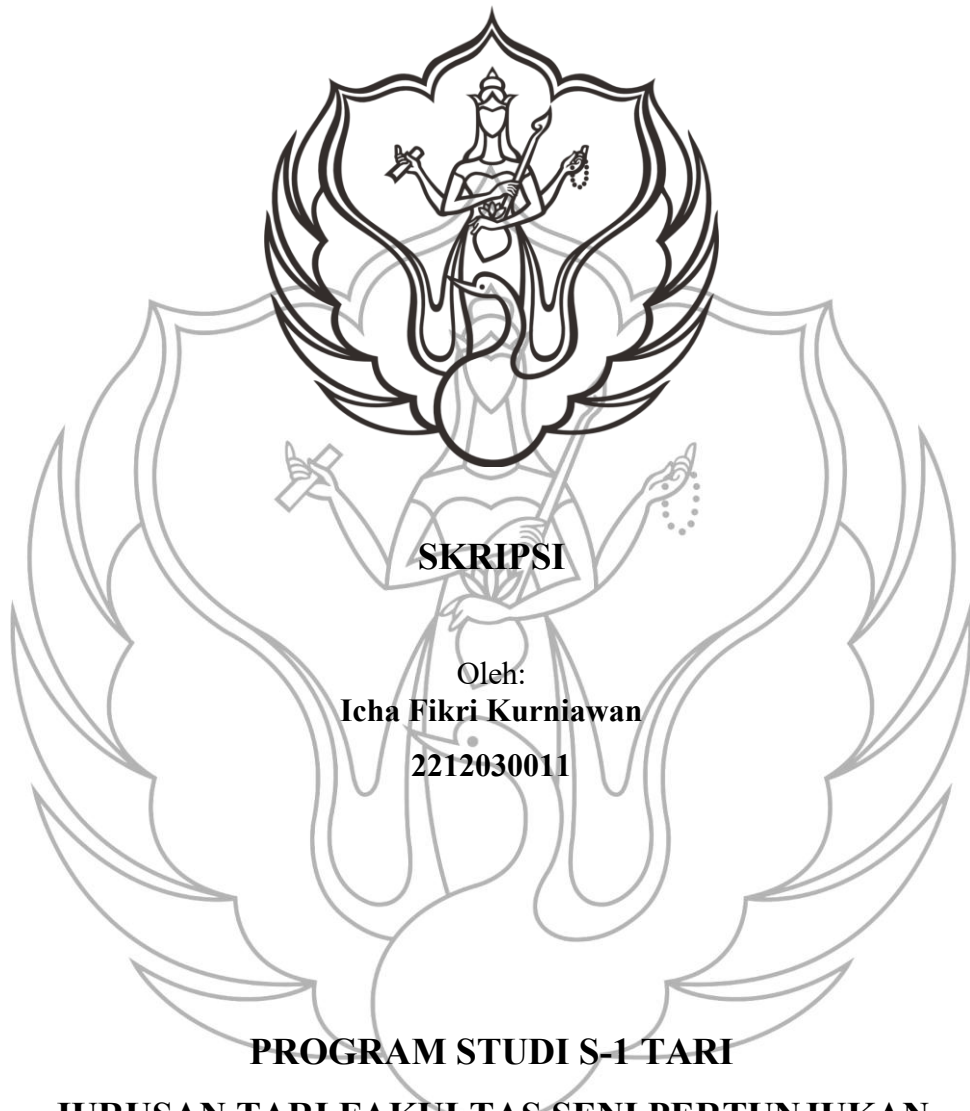 SKRIPSI
Oleh:
Icha Fikri Kurniawan
2212030011
PROGRAM STUDI S-1 TARI
JURUSAN TARI FAKULTAS SENI PERTUNJUKAN